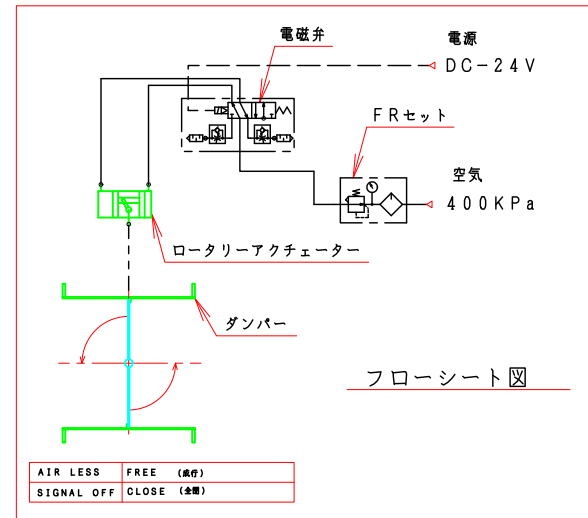 電磁弁
電源
DC-24V
FRセット
空気
400KPa
ロータリーアクチェーター
ダンパー
フローシート図
AIR LESS FREE (成行)
SIGNAL OFF CLOSE (全閉)